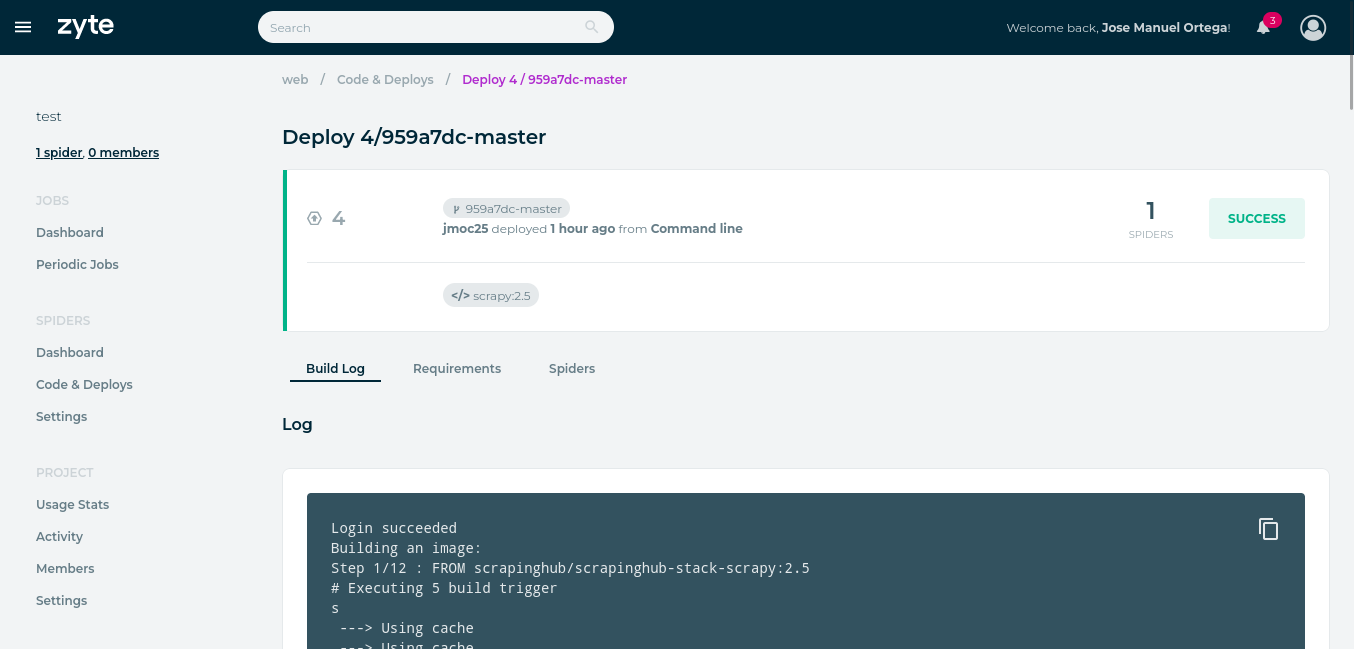 zyte
Search
Welcome back, Jose Manuel Ortega!
3
web / Code & Deploys / Deploy 4 / 959a7dc-master
test
1 spider, 0 members
JOBS
Dashboard
Periodic Jobs
SPIDERS
Dashboard
Code & Deploys
Settings
PROJECT
Usage Stats
Activity
Members
Settings
Deploy 4/959a7dc-master
4
959a7dc-master
jmoc25 deployed 1 hour ago from Command line
1
SPIDERS
SUCCESS
</> scrapy:2.5
Build Log
Requirements
Spiders
Log
Login succeeded
Building an image:
Step 1/12 : FROM scrapinghub/scrapinghub-stack-scrapy:2.5
# Executing 5 build trigger
s
---> Using cache
---> Using cache